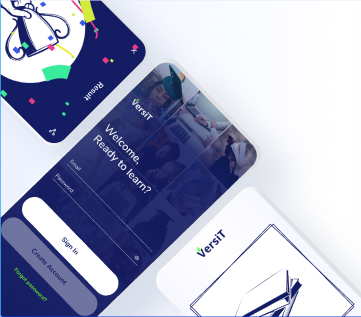 Result
VersiT
Welcome,
Ready to learn?
Email
Password
Sign In
Create Account
Forgot password?
VersiT